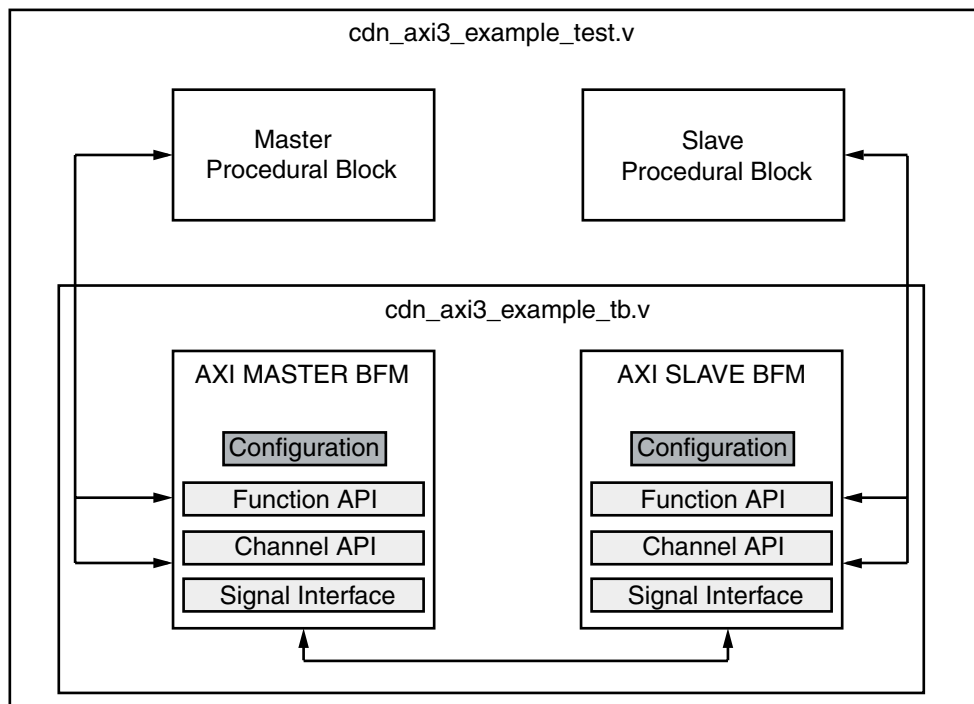 cdn_axi3_example_test.v
Master
Procedural Block
Slave
Procedural Block
cdn_axi3_example_tb.v
AXI MASTER BFM
Configuration
Function API
Channel API
Signal Interface
AXI SLAVE BFM
Configuration
Function API
Channel API
Signal Interface